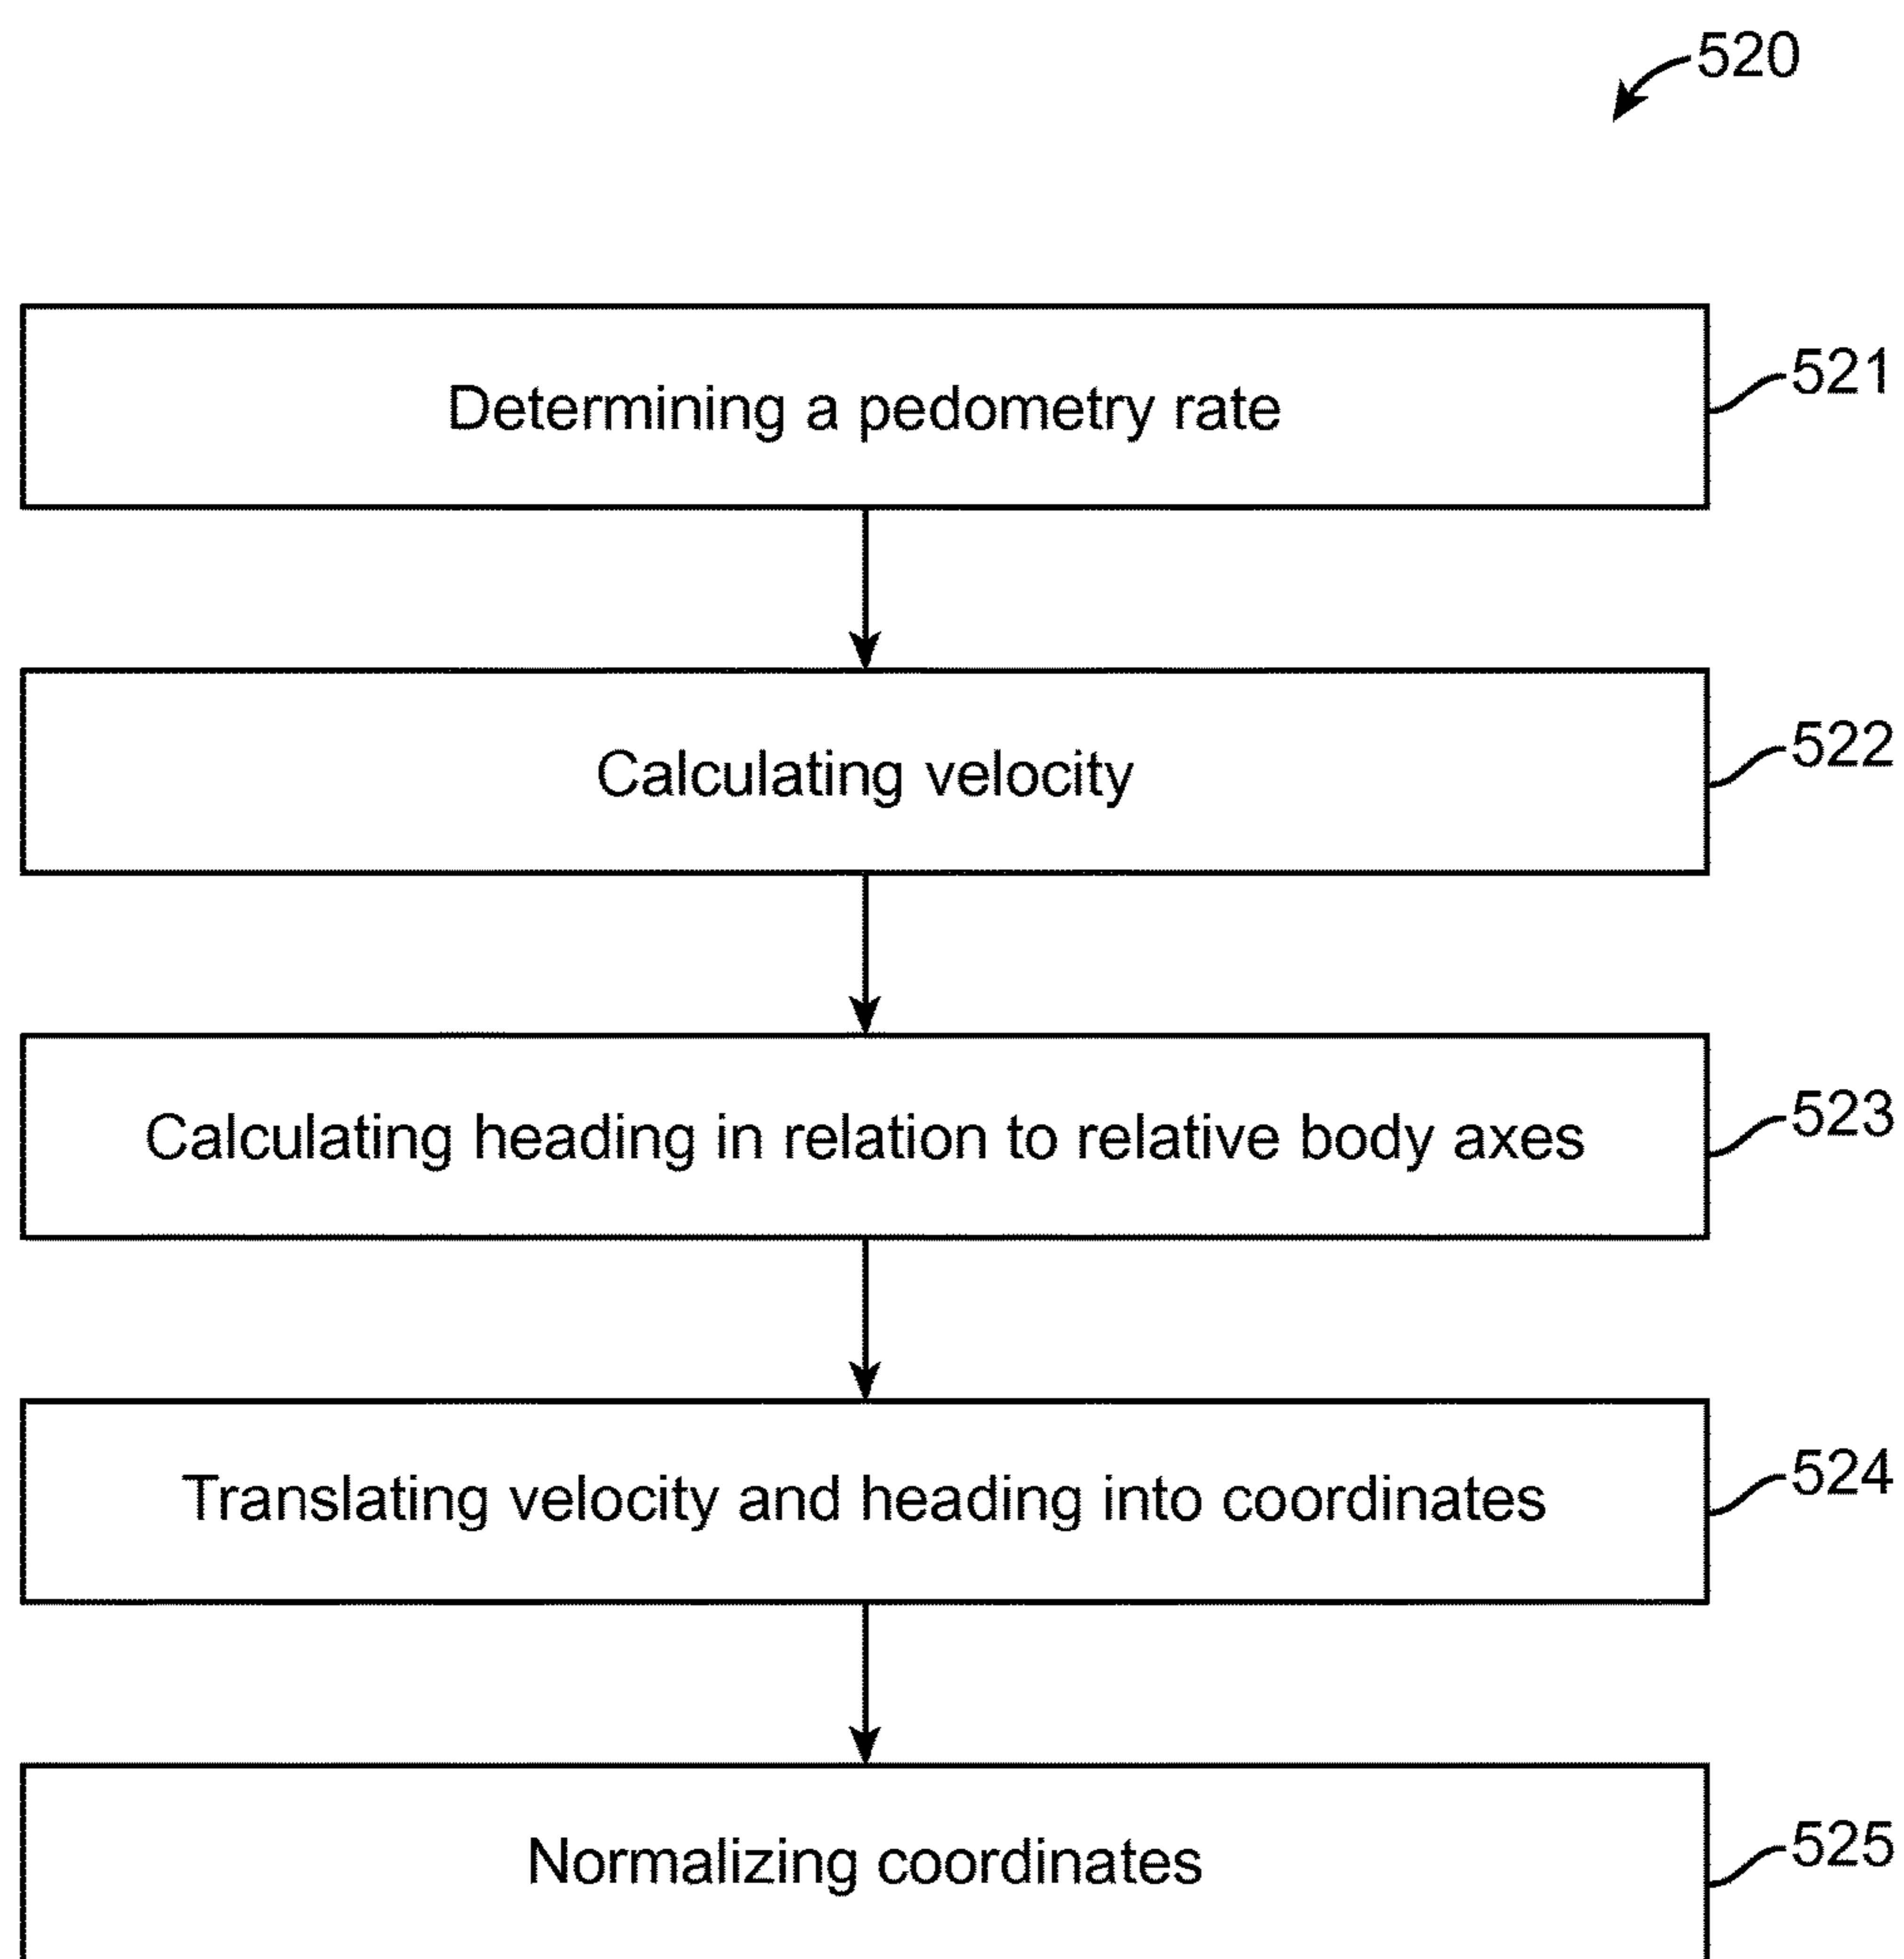 520
Determining a pedometry rate
521
Calculating velocity
522
Calculating heading in relation to relative body axes
523
Translating velocity and heading into coordinates
524
Normalizing coordinates
525